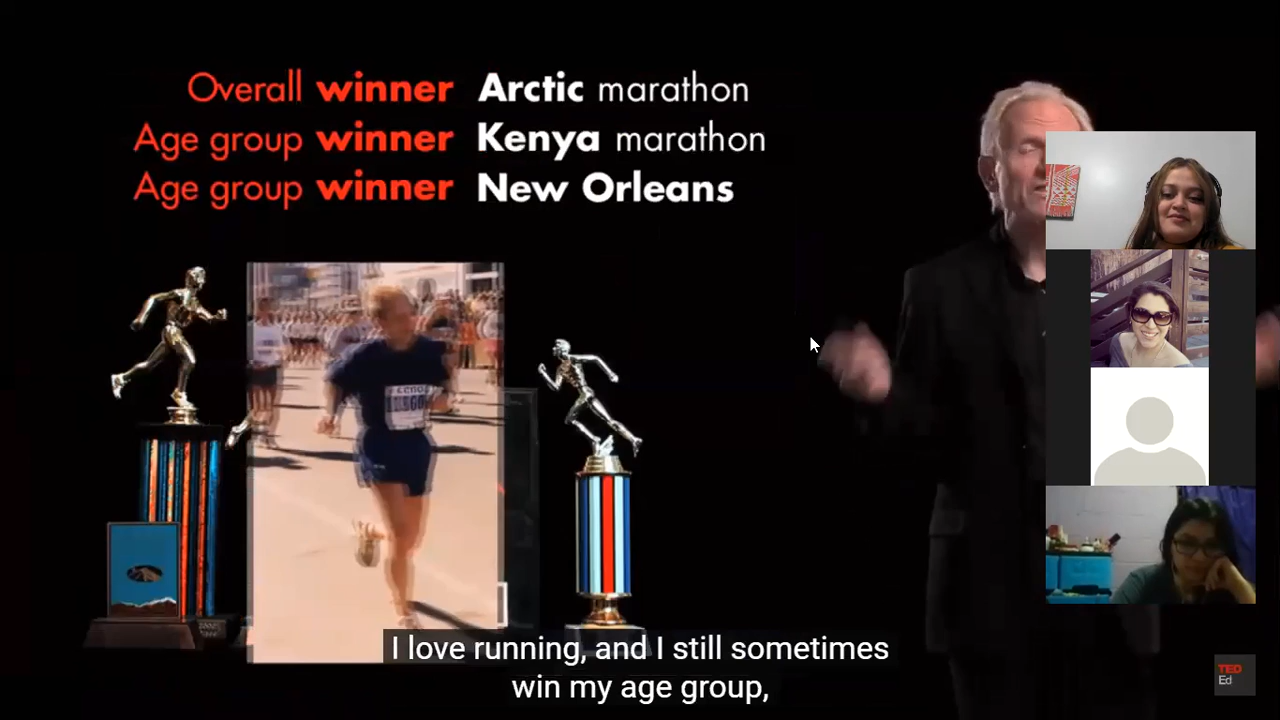 Overall winner Arctic marathon
Age group winner Kenya marathon
Age group winner New Orleans
I love running, and I still sometimes
win my age group,
TED
Ed